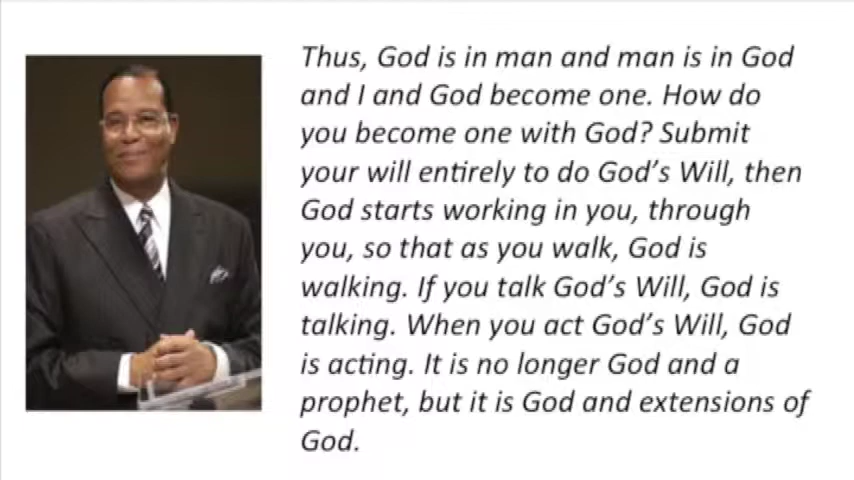 Thus, God is in man and man is in God
and I and God become one. How do
you become one with God? Submit
your will entirely to do God’s Will, then
God starts working in you, through
you, so that as you walk, God is
walking. If you talk God’s Will, God is
talking. When you act God’s Will, God
is acting. It is no longer God and a
prophet, but it is God and extensions of
God.